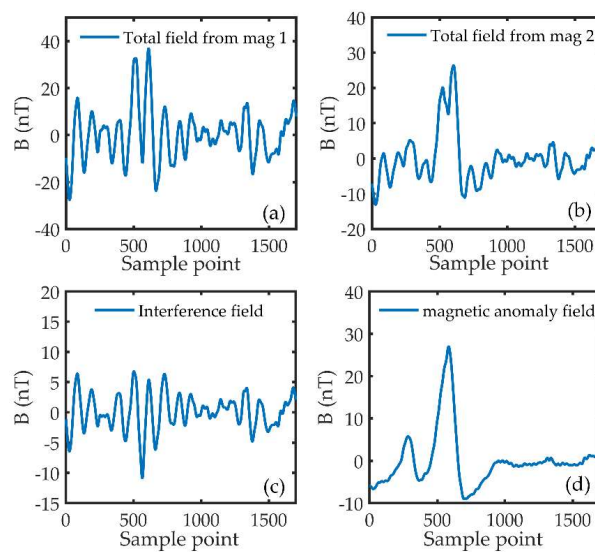 40
20
0
-20
-40
B (nT)
Total field from mag 1
(a)
0 500 1000 1500
Sample point
40
30
20
10
0
-10
-20
B (nT)
Total field from mag 2
(b)
0 500 1000 1500
Sample point
20
15
10
5
0
-5
-10
-15
B (nT)
Interference field
(c)
0 500 1000 1500
Sample point
40
30
20
10
0
-10
B (nT)
magnetic anomaly field
(d)
0 500 1000 1500
Sample point